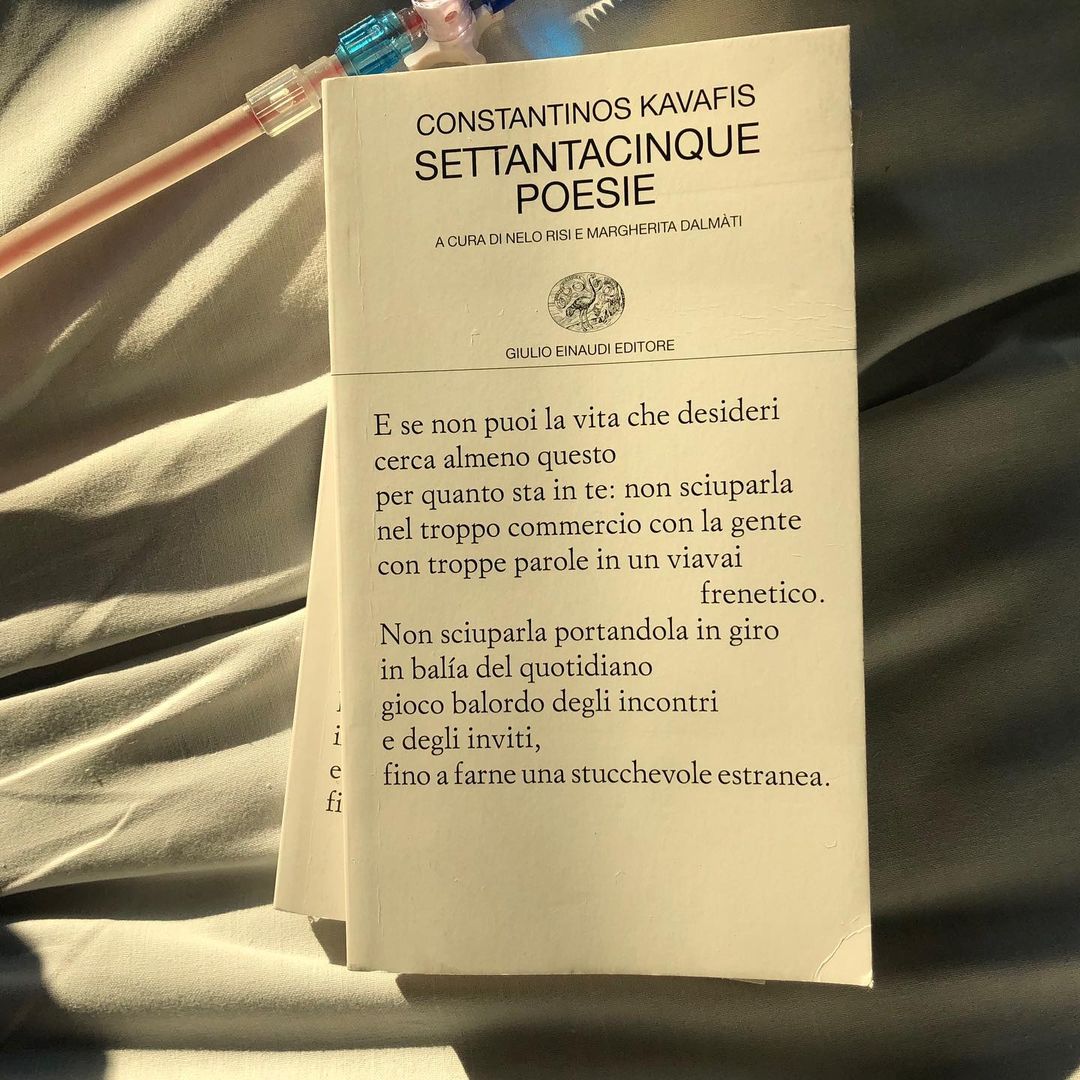 CONSTANTINOS KAVAFIS
SETTANTACINQUE
POESIE
A CURA DI NELO RISI E MARGHERITA DALMÀTI
GIULIO EINAUDI EDITORE
E se non puoi la vita che desideri
cerca almeno questo
per quanto sta in te: non sciuparla
nel troppo commercio con la gente
con troppe parole in un viavai
frenetico.
Non sciuparla portandola in giro
in balía del quotidiano
gioco balordo degli incontri
e degli inviti,
fino a farne una stucchevole estranea.
i
e
fi